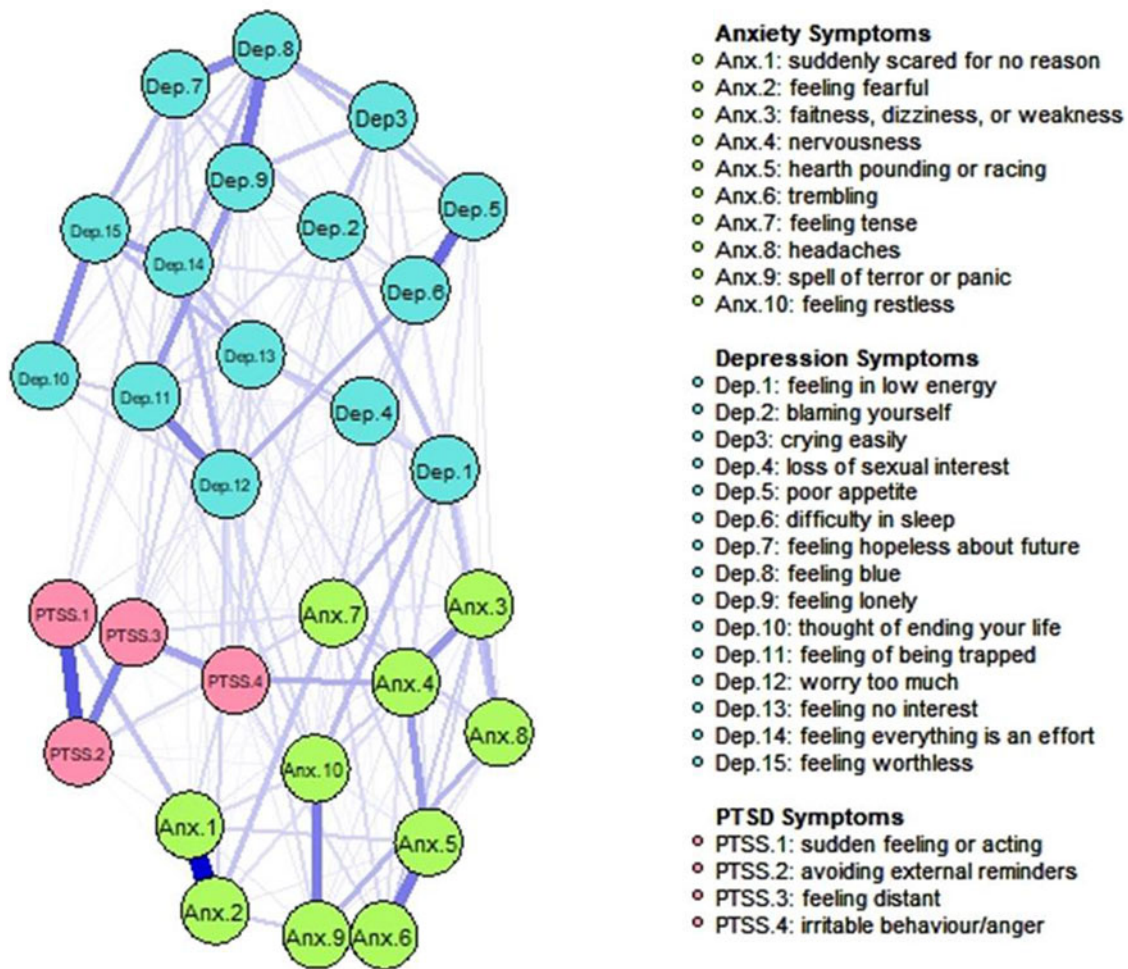 Dep.8
Dep.7
Dep3
Dep.9
Dep.5
Dep.2
Dep.15
Dep.14
Dep.6
Dep.13
Dep.10
Dep.11
Dep.4
Dep.1
Dep.12
PTSS.1
PTSS.3
Anx.7
Anx.3
PTSS.4
Anx.4
PTSS.2
Anx.8
Anx.10
Anx.1
Anx.5
Anx.2
Anx.9
Anx.6
Anxiety Symptoms
Anx.1: suddenly scared for no reason
Anx.2: feeling fearful
Anx.3: faitness, dizziness, or weakness
Anx.4: nervousness
Anx.5: hearth pounding or racing
Anx.6: trembling
Anx.7: feeling tense
Anx.8: headaches
Anx.9: spell of terror or panic
Anx.10: feeling restless
Depression Symptoms
Dep.1: feeling in low energy
Dep.2: blaming yourself
Dep3: crying easily
Dep.4: loss of sexual interest
Dep.5: poor appetite
Dep.6: difficulty in sleep
Dep.7: feeling hopeless about future
Dep.8: feeling blue
Dep.9: feeling lonely
Dep.10: thought of ending your life
Dep.11: feeling of being trapped
Dep.12: worry too much
Dep.13: feeling no interest
Dep.14: feeling everything is an effort
Dep.15: feeling worthless
PTSD Symptoms
PTSS.1: sudden feeling or acting
PTSS.2: avoiding external reminders
PTSS.3: feeling distant
PTSS.4: irritable behaviour/anger